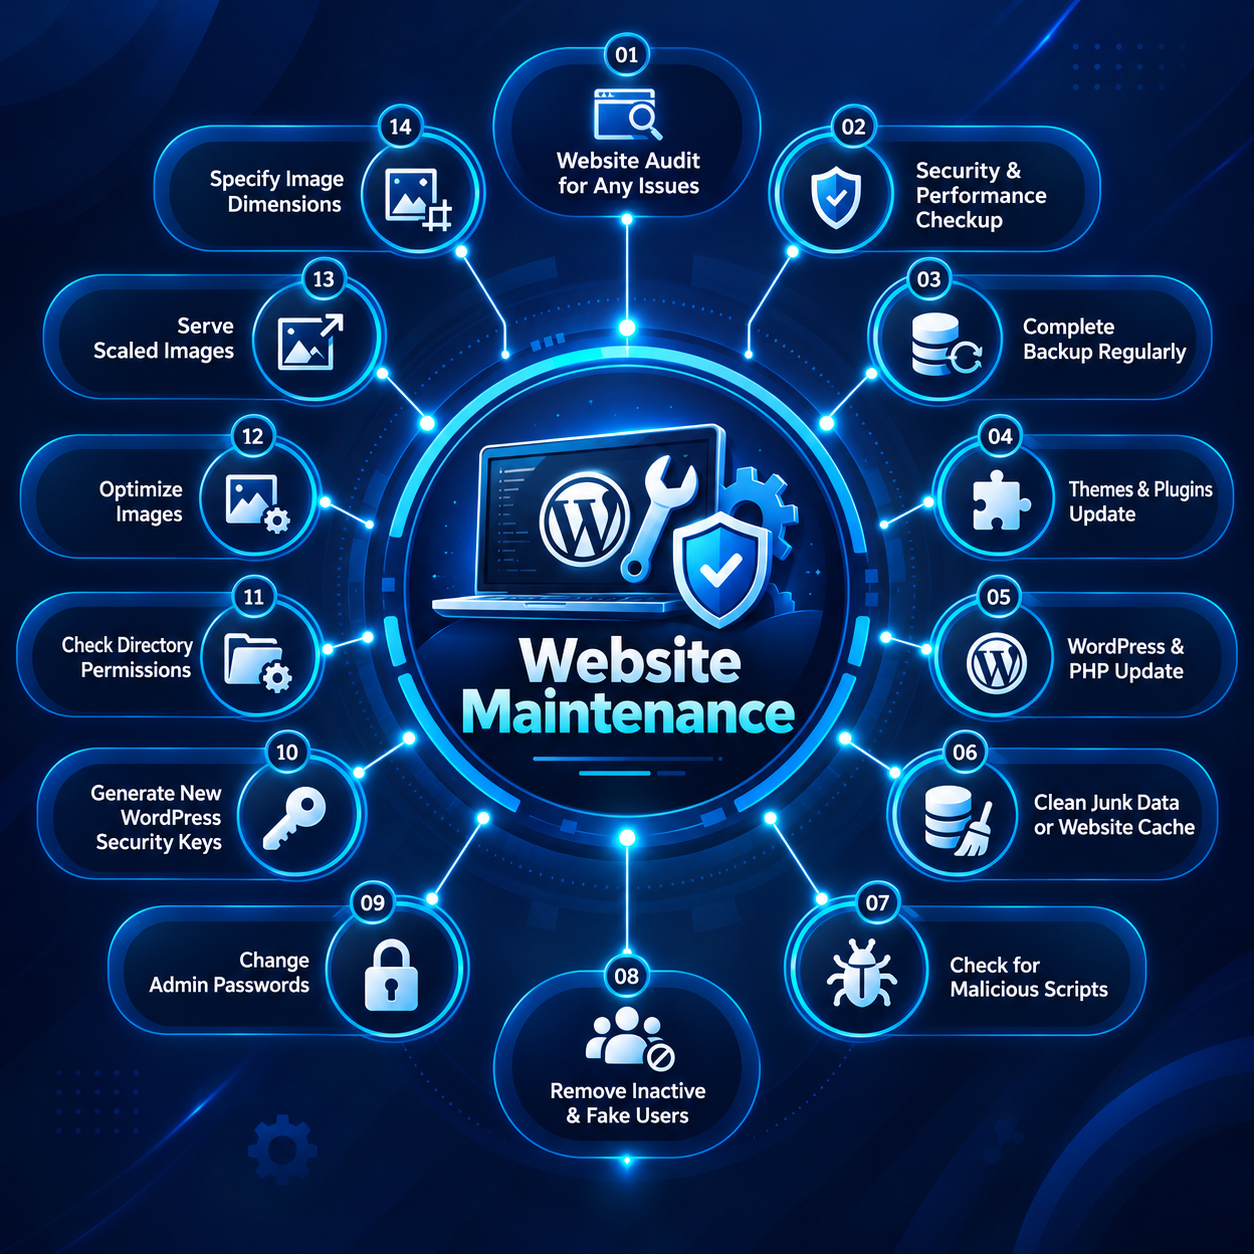 01
Website Audit
for Any Issues
02
Security &
Performance
Checkup
03
Complete
Backup Regularly
04
Themes & Plugins
Update
05
WordPress &
PHP Update
06
Clean Junk Data
or Website Cache
07
Check for
Malicious Scripts
08
Remove Inactive
& Fake Users
09
Change
Admin Passwords
10
Generate New
WordPress
Security Keys
11
Check Directory
Permissions
12
Optimize
Images
13
Serve
Scaled Images
14
Specify Image
Dimensions
Website
Maintenance